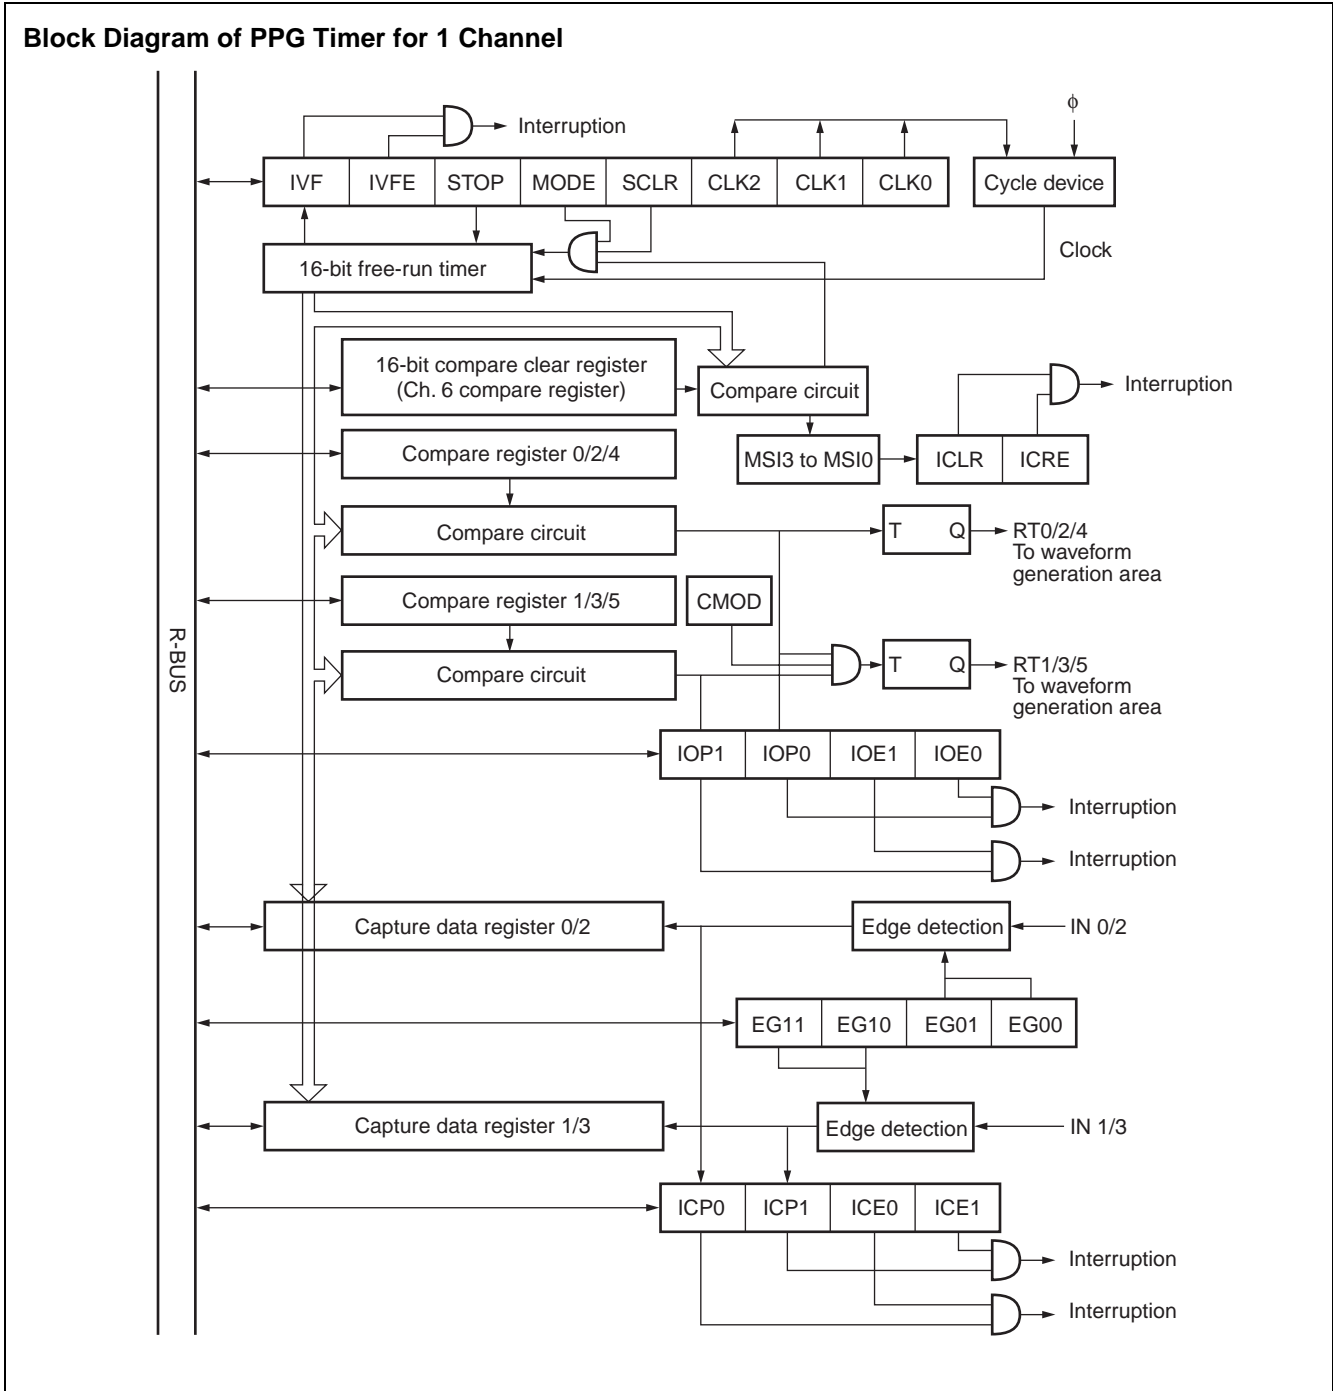 Block Diagram of PPG Timer for 1 Channel
ϕ
Interruption
IVF IVFE STOP MODE SCLR CLK2 CLK1 CLK0 Cycle device
16-bit free-run timer
Clock
16-bit compare clear register
(Ch. 6 compare register)
Compare circuit
Interruption
Compare register 0/2/4
MSI3 to MSI0
ICLR ICRE
Compare circuit
T Q
RT0/2/4
To waveform
generation area
Compare register 1/3/5
CMOD
R-BUS
Compare circuit
T Q
RT1/3/5
To waveform
generation area
IOP1 IOP0 IOE1 IOE0
Interruption
Interruption
Capture data register 0/2
Edge detection
IN 0/2
EG11 EG10 EG01 EG00
Capture data register 1/3
Edge detection
IN 1/3
ICP0 ICP1 ICE0 ICE1
Interruption
Interruption